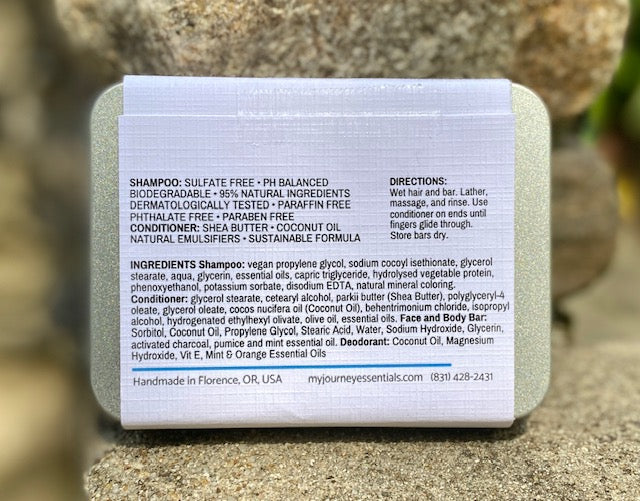 SHAMPOO: SULFATE FREE • PH BALANCED
BIODEGRADABLE • 95% NATURAL INGREDIENTS
DERMATOLOGICALLY TESTED • PARAFFIN FREE
PHTHALATE FREE • PARABEN FREE
CONDITIONER: SHEA BUTTER • COCONUT OIL
NATURAL EMULSIFIERS • SUSTAINABLE FORMULA
DIRECTIONS:
Wet hair and bar. Lather,
massage, and rinse. Use
conditioner on ends until
fingers glide through.
Store bars dry.
INGREDIENTS Shampoo: vegan propylene glycol, sodium cocoyl isethionate, glycerol
stearate, aqua, glycerin, essential oils, capric triglyceride, hydrolysed vegetable protein,
phenoxyethanol, potassium sorbate, disodium EDTA, natural mineral coloring.
Conditioner: glycerol stearate, cetearyl alcohol, parkii butter (Shea Butter), polyglyceryl-4
oleate, glycerol oleate, cocos nucifera oil (Coconut Oil), behentrimonium chloride, isopropyl
alcohol, hydrogenated ethylhexyl olivate, olive oil, essential oils. Face and Body Bar:
Sorbitol, Coconut Oil, Propylene Glycol, Stearic Acid, Water, Sodium Hydroxide, Glycerin,
activated charcoal, pumice and mint essential oil. Deodorant: Coconut Oil, Magnesium
Hydroxide, Vit E, Mint & Orange Essential Oils
Handmade in Florence, OR, USA myjourneyessentials.com (831) 428-2431